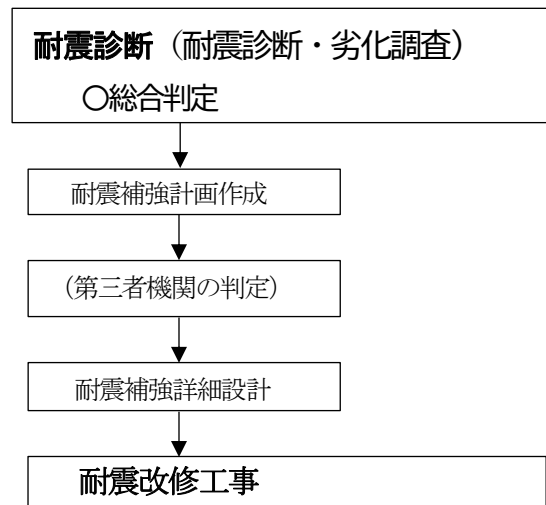 耐震診断（耐震診断・劣化調査）
〇総合判定
耐震補強計画作成
（第三者機関の判定）
耐震補強詳細設計
耐震改修工事